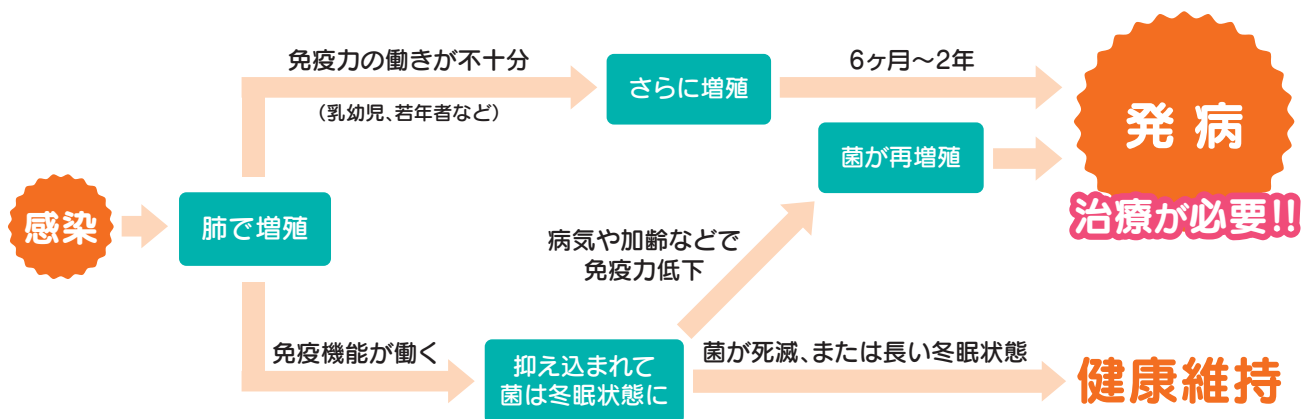 感染
肺で増殖
免疫力の働きが不十分
（乳幼児、若年者など）
さらに増殖
6ヶ月～2年
発病
治療が必要!!
免疫機能が働く
抑え込まれて
菌は冬眠状態に
病気や加齢などで
免疫力低下
菌が再増殖
菌が死滅、または長い冬眠状態
健康維持